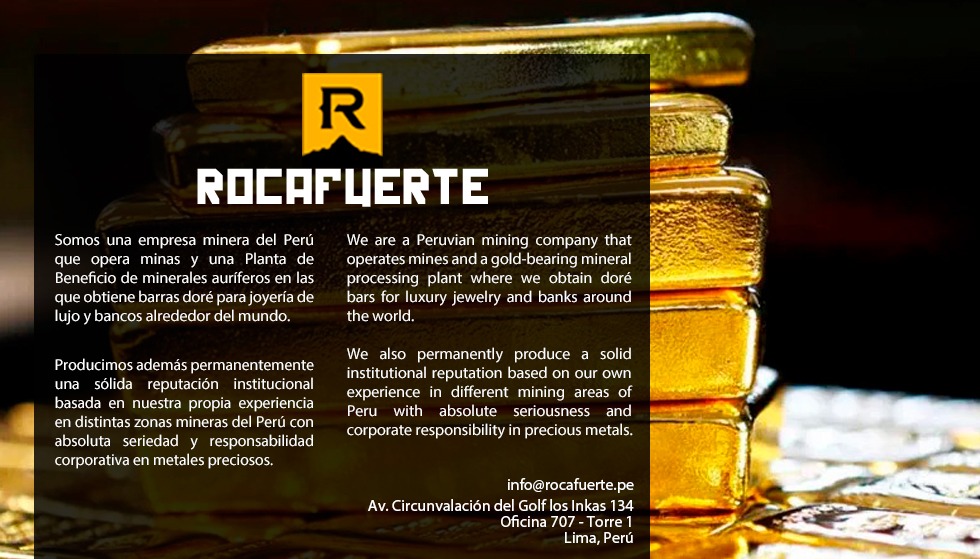 R
ROCAFUERTE
Somos una empresa minera del Perú
que opera minas y una Planta de
Beneficio de minerales auríferos en las
que obtiene barras doré para joyería de
lujo y bancos alrededor del mundo.
Producimos además permanentemente
una sólida reputación institucional
basada en nuestra propia experiencia
en distintas zonas mineras del Perú con
absoluta seriedad y responsabilidad
corporativa en metales preciosos.
We are a Peruvian mining company that
operates mines and a gold-bearing mineral
processing plant where we obtain doré
bars for luxury jewelry and banks around
the world.
We also permanently produce a solid
institutional reputation based on our own
experience in different mining areas of
Peru with absolute seriousness and
corporate responsibility in precious metals.
info@rocafuerte.pe
Av. Circunvalación del Golf los Inkas 134
Oficina 707 - Torre 1
Lima, Perú